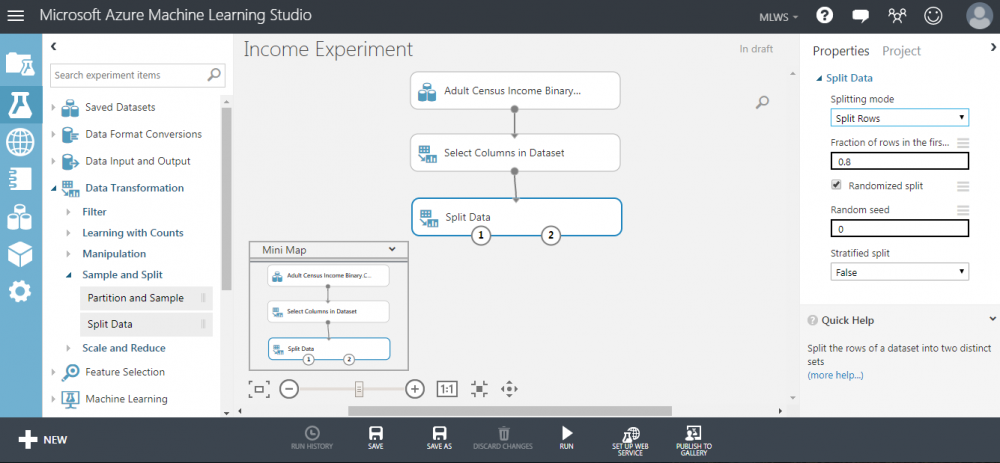 Microsoft Azure Machine Learning Studio
MLWS
?
Search experiment items
Saved Datasets
Data Format Conversions
Data Input and Output
Data Transformation
Filter
Learning with Counts
Manipulation
Sample and Split
Partition and Sample
Split Data
Scale and Reduce
Feature Selection
Machine Learning
Income Experiment
In draft
Adult Census Income Binary...
Select Columns in Dataset
Split Data
1 2
Mini Map
Adult Census Income Binary C...
Select Columns in Dataset
Split Data
1 2
1:1
Properties Project
Split Data
Splitting mode
Split Rows
Fraction of rows in the firs...
0.8
Randomized split
Random seed
0
Stratified split
False
? Quick Help
Split the rows of a dataset into two distinct
sets
(more help...)
NEW
RUN HISTORY
SAVE
SAVE AS
DISCARD CHANGES
RUN
SET UP WEB
SERVICE
PUBLISH TO
GALLERY